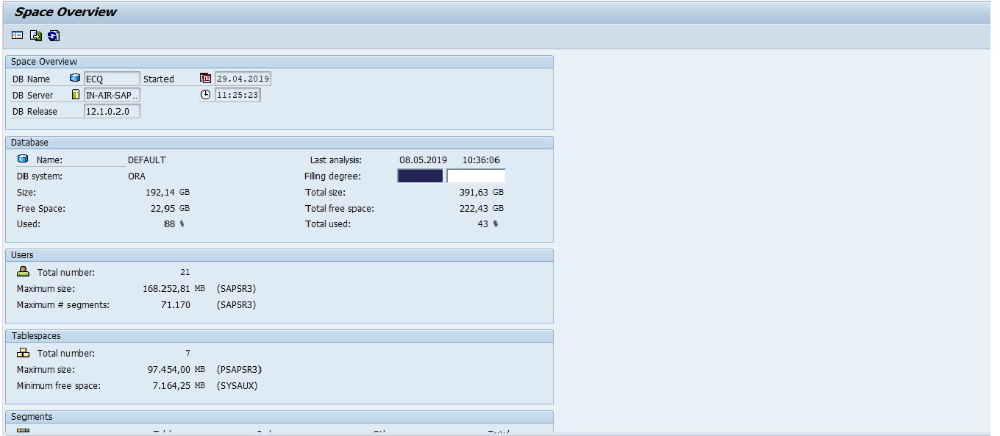 Space Overview
Space Overview
DB Name ECQ Started 29.04.2019
DB Server IN-AIR-SAP… 11:25:23
DB Release 12.1.0.2.0
Database
Name: DEFAULT Last analysis: 08.05.2019 10:36:06
DB system: ORA Filling degree:
Size: 192,14 GB Total size: 391,63 GB
Free Space: 22,95 GB Total free space: 222,43 GB
Used: 88 % Total used: 43 %
Users
Total number: 21
Maximum size: 168.252,81 MB (SAPSR3)
Maximum # segments: 71.170 (SAPSR3)
Tablespaces
Total number: 7
Maximum size: 97.454,00 MB (PSAPSR3)
Minimum free space: 7.164,25 MB (SYSAUX)
Segments